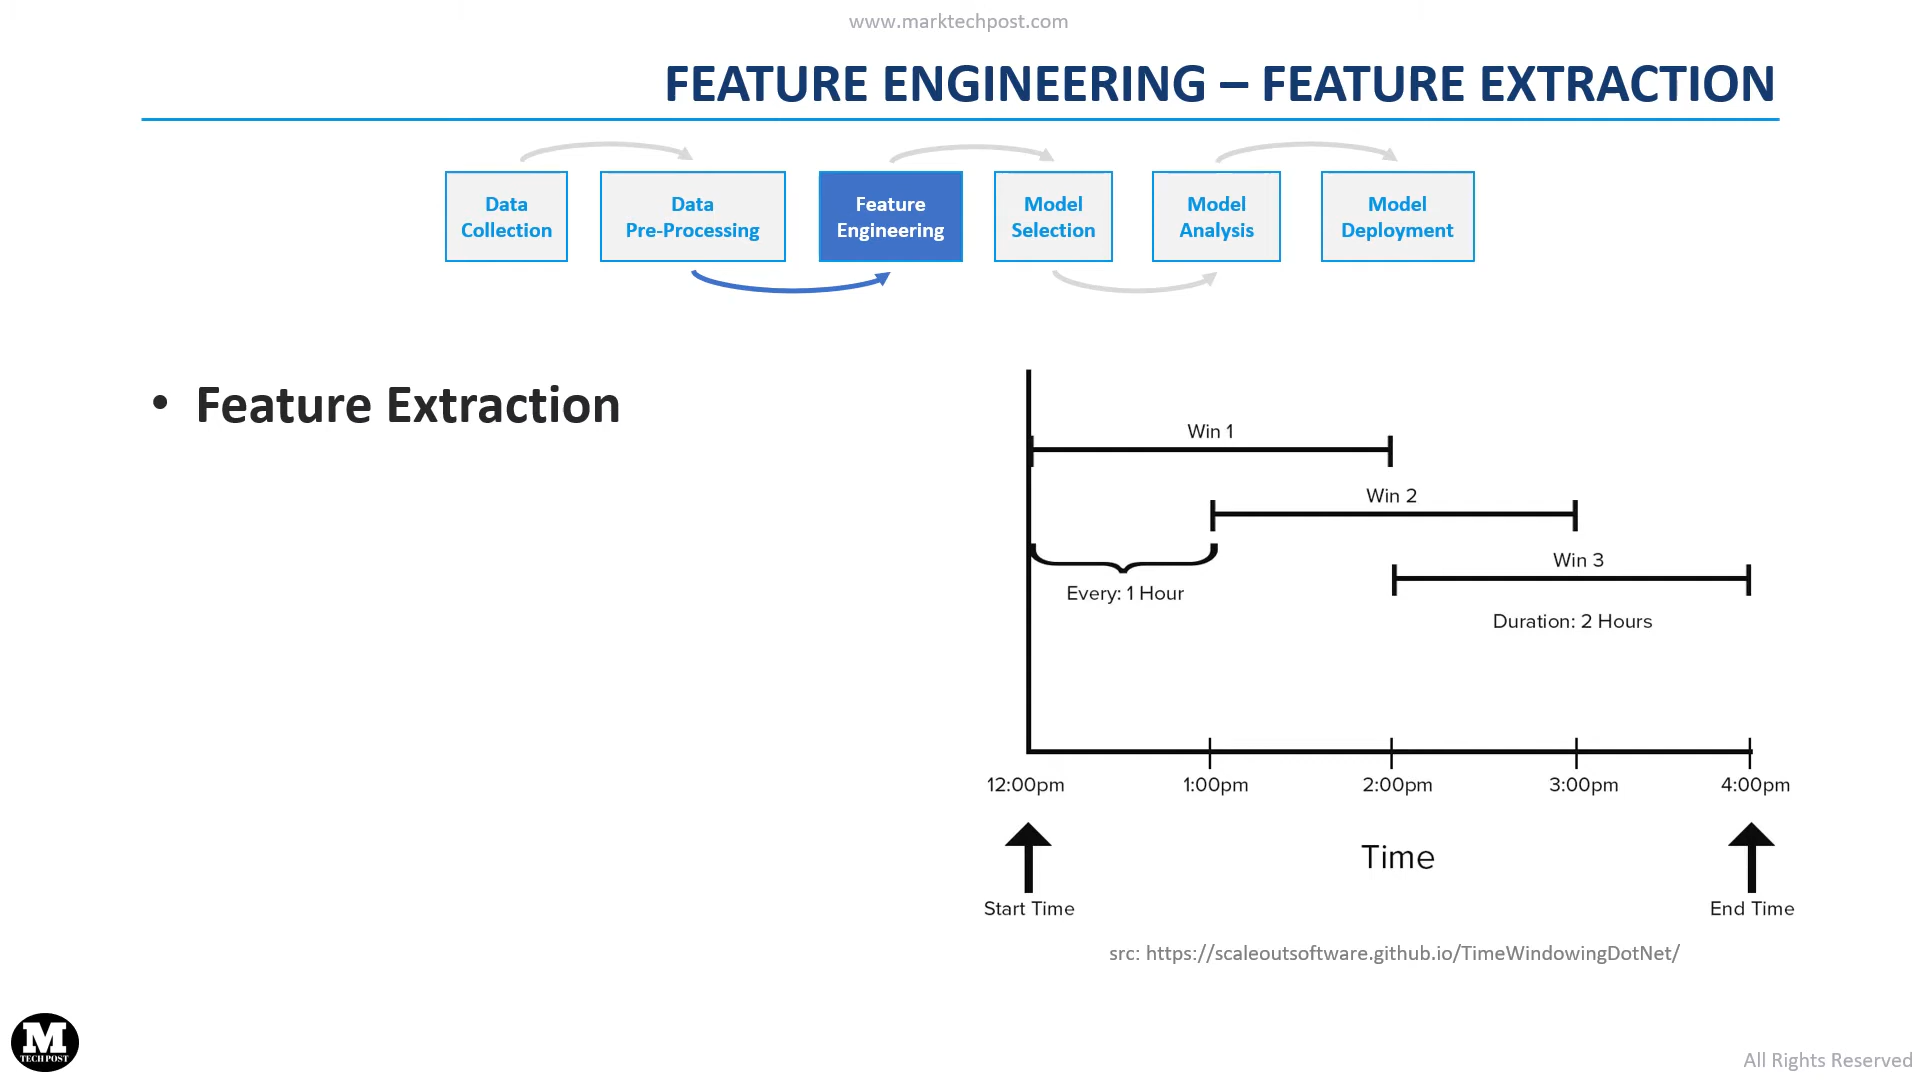 www.marktechpost.com
FEATURE ENGINEERING – FEATURE EXTRACTION
Data
Collection
Data
Pre-Processing
Feature
Engineering
Model
Selection
Model
Analysis
Model
Deployment
• Feature Extraction
Win 1
Win 2
Win 3
Every: 1 Hour
Duration: 2 Hours
12:00pm 1:00pm 2:00pm 3:00pm 4:00pm
Time
Start Time
End Time
src: https://scaleoutsoftware.github.io/TimeWindowingDotNet/
M
TECH POST
All Rights Reserved